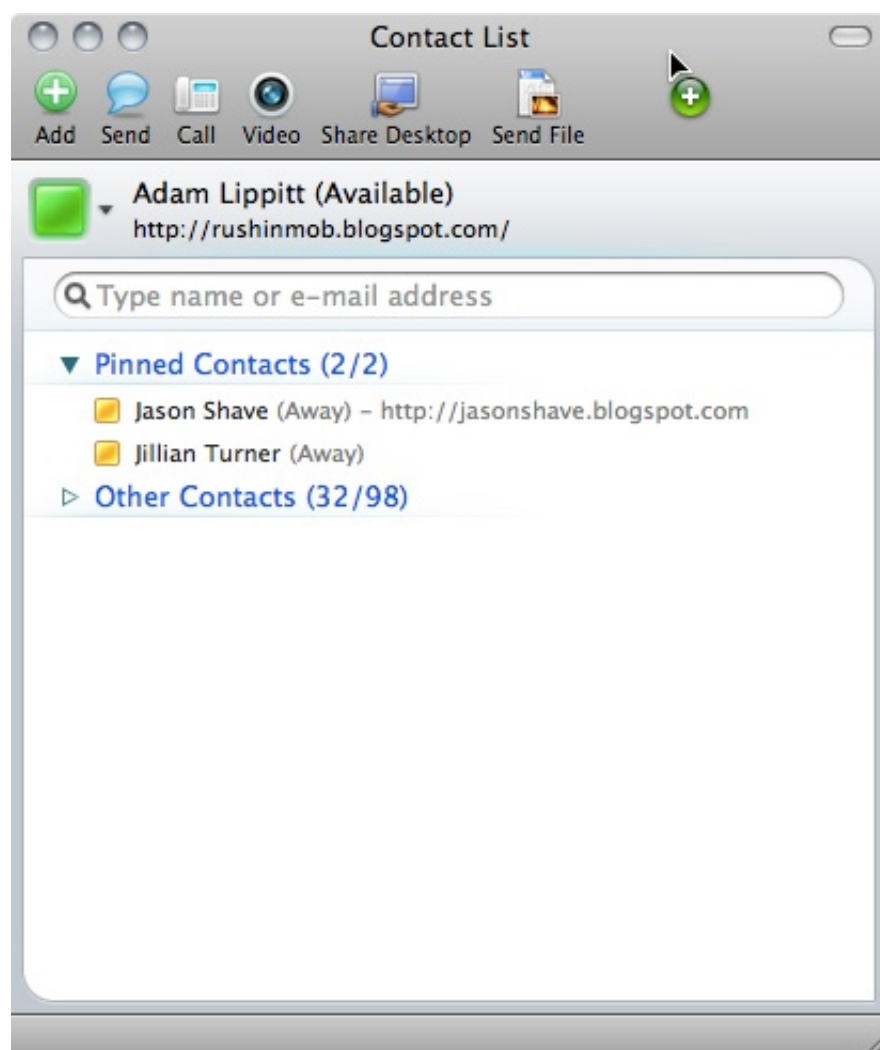 Contact List
Add Send Call Video Share Desktop Send File
Adam Lippitt (Available)
http://rushinmob.blogspot.com/
Type name or e-mail address
Pinned Contacts (2/2)
Jason Shave (Away) – http://jasonshave.blogspot.com
Jillian Turner (Away)
Other Contacts (32/98)